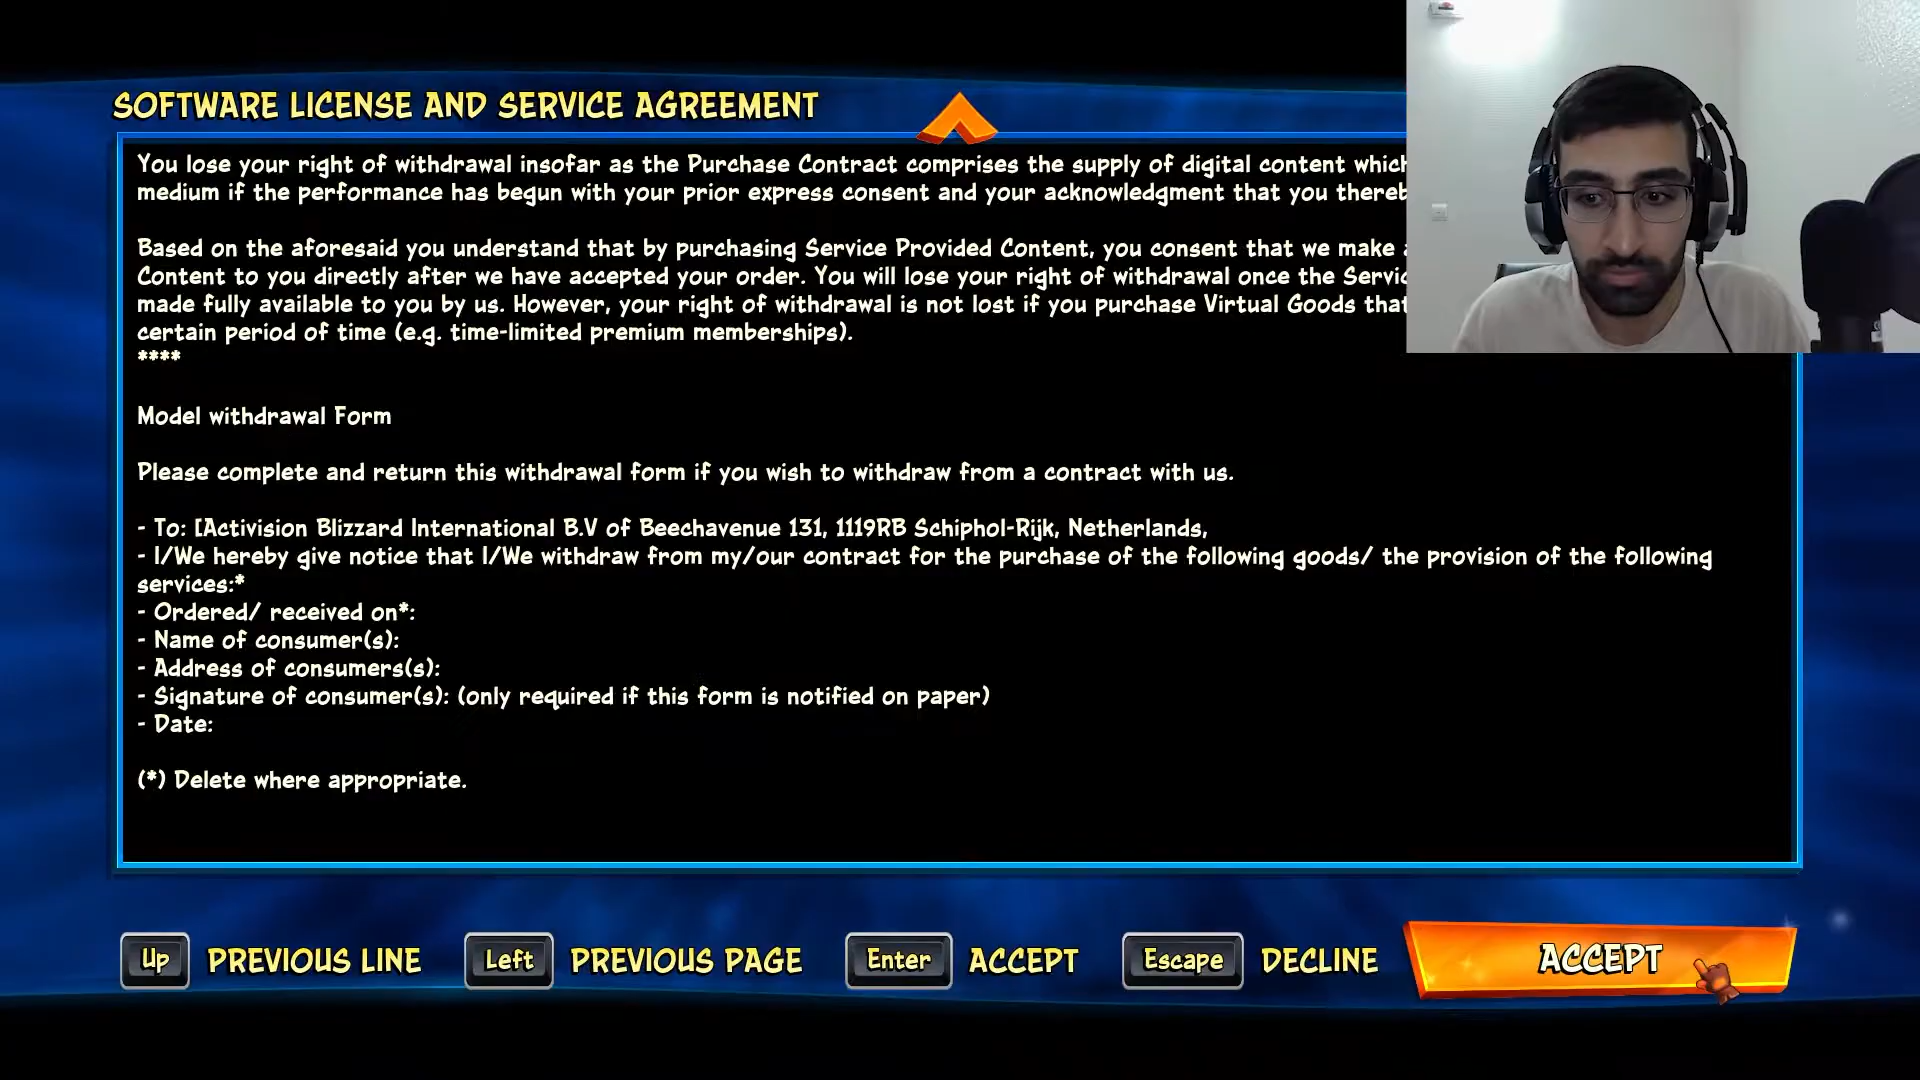 SOFTWARE LICENSE AND SERVICE AGREEMENT
You lose your right of withdrawal insofar as the Purchase Contract comprises the supply of digital content which
medium if the performance has begun with your prior express consent and your acknowledgment that you
Based on the aforesaid you understand that by purchasing Service Provided Content, you consent that we make
Content to you directly after we have accepted your order. You will lose your right of withdrawal once the
made fully available to you by us. However, your right of withdrawal is not lost if you purchase Virtual Goods that
certain period of time (e.g. time-limited premium memberships).
****
Model withdrawal Form
Please complete and return this withdrawal form if you wish to withdraw from a contract with us.
- To: [Activision Blizzard International B.V of Beechavenue 131, 1119RB Schiphol-Rijk, Netherlands,
- I/We hereby give notice that I/We withdraw from my/our contract for the purchase of the following goods/ the provision of the following
services:*
- Ordered/ received on*:
- Name of consumer(s):
- Address of consumers(s):
- Signature of consumer(s): (only required if this form is notified on paper)
- Date:
(*) Delete where appropriate.
Up PREVIOUS LINE Left PREVIOUS PAGE Enter ACCEPT Escape DECLINE ACCEPT